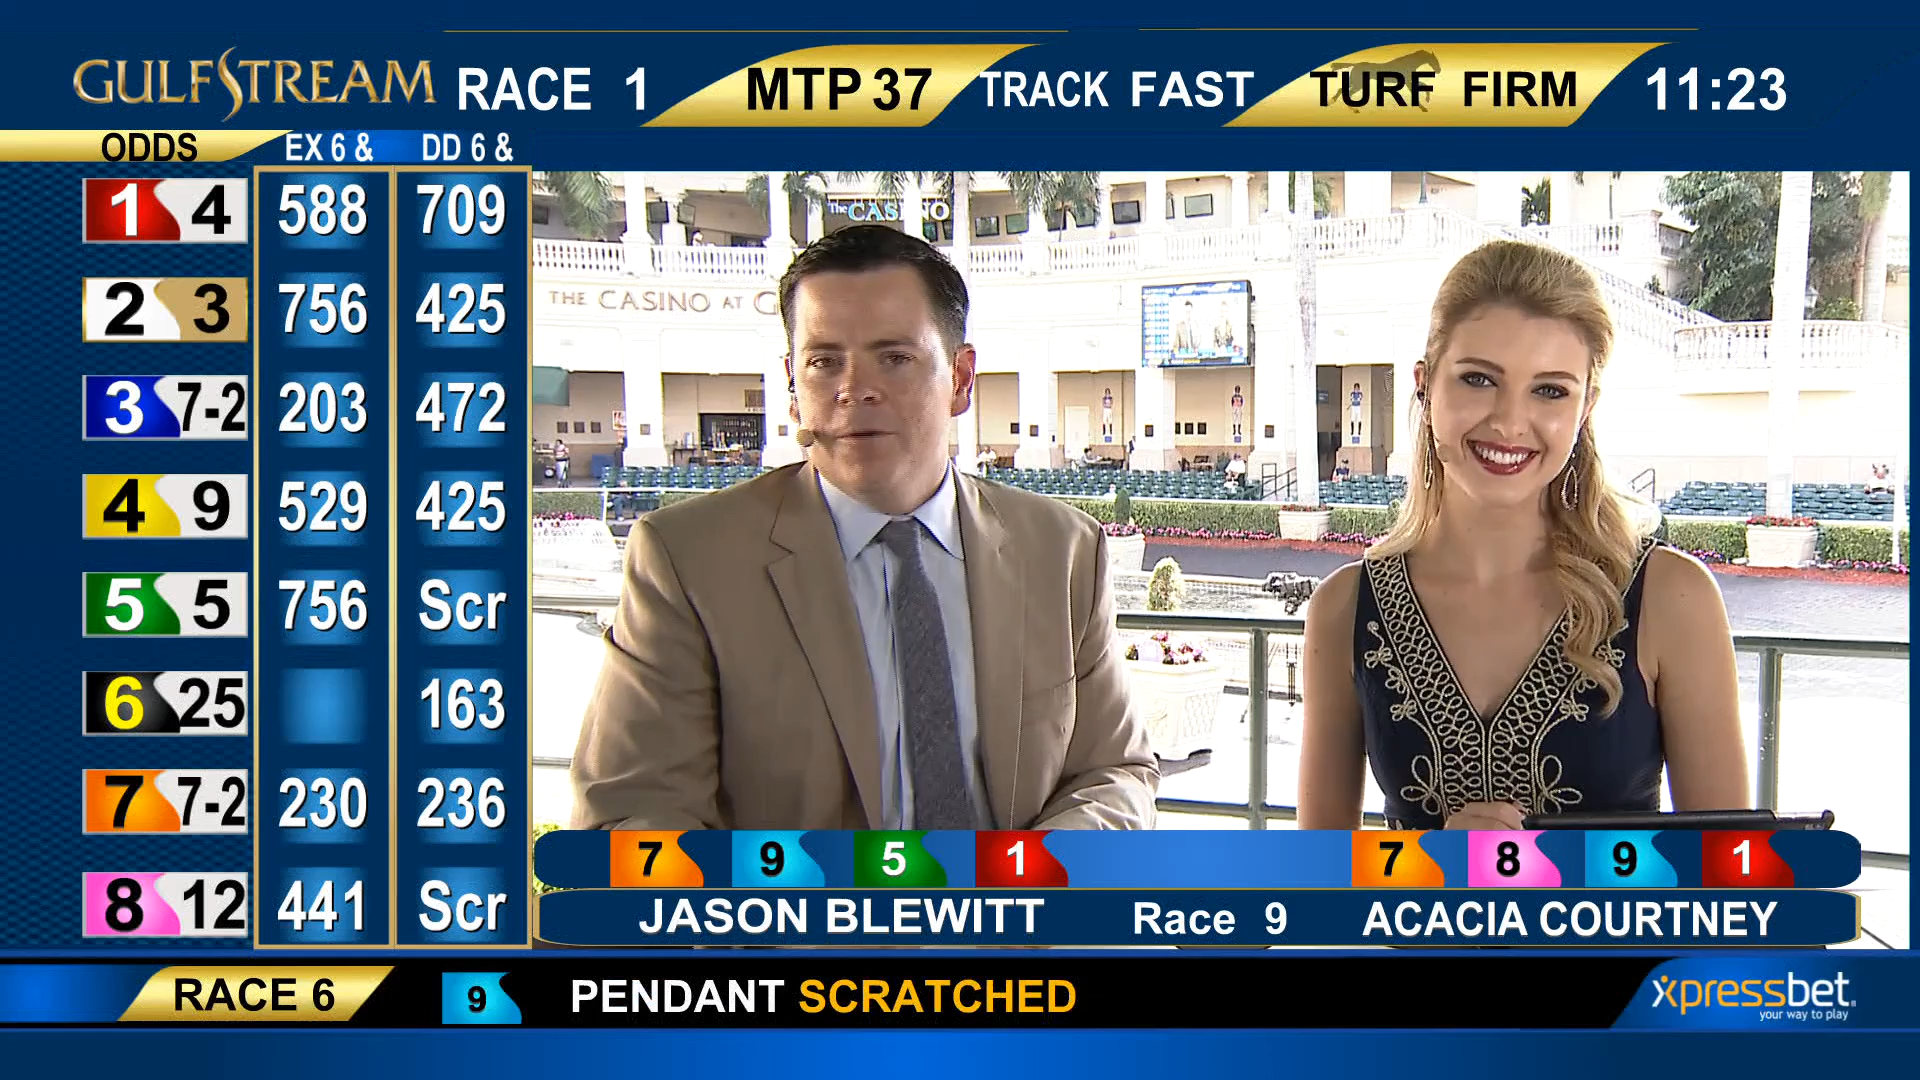 GULFSTREAM RACE 1 MTP 37 TRACK FAST TURF FIRM 11:23
ODDS EX 6 & DD 6 &
1 4 588 709
2 3 756 425
3 7-2 203 472
4 9 529 425
5 5 756 Scr
6 25 163
7 7-2 230 236
8 12 441 Scr
The CASINO
THE CASINO AT G
7 9 5 1 7 8 9 1
JASON BLEWITT Race 9 ACACIA COURTNEY
RACE 6 9 PENDANT SCRATCHED
xpressbet.
your way to play